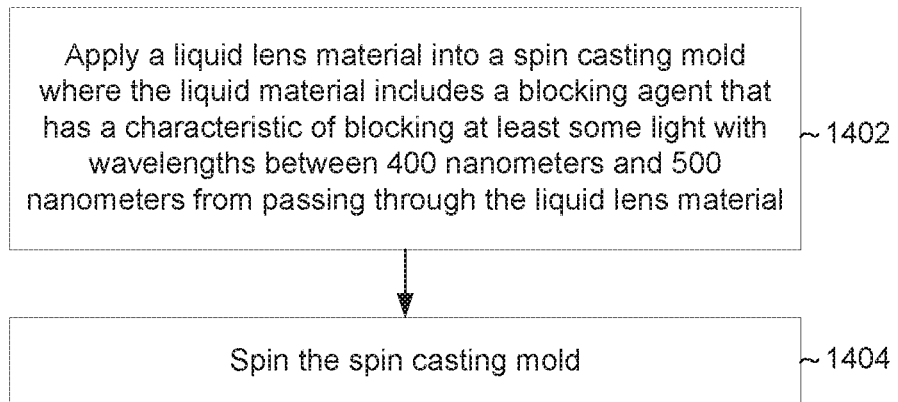 Apply a liquid lens material into a spin casting mold
where the liquid material includes a blocking agent that
has a characteristic of blocking at least some light with
wavelengths between 400 nanometers and 500
nanometers from passing through the liquid lens material
~ 1402
Spin the spin casting mold
~ 1404